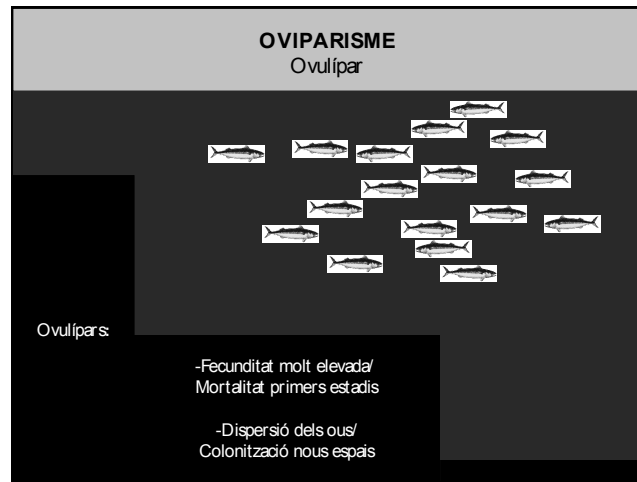 OVIPARISME
Ovulípar
Ovulípars:
-Fecunditat molt elevada/
Mortalitat primers estadis
-Dispersió dels ous/
Colonització nous espais